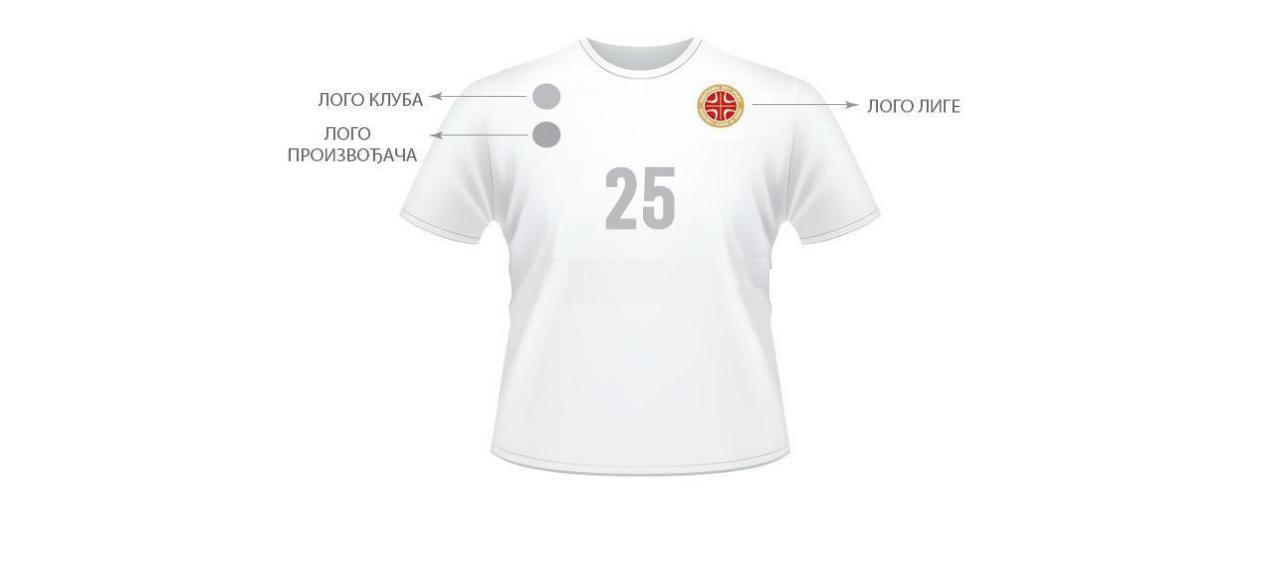 ЛОГО КЛУБА
ЛОГО ЛИГЕ
ЛОГО
ПРОИЗВОЂАЧА
25